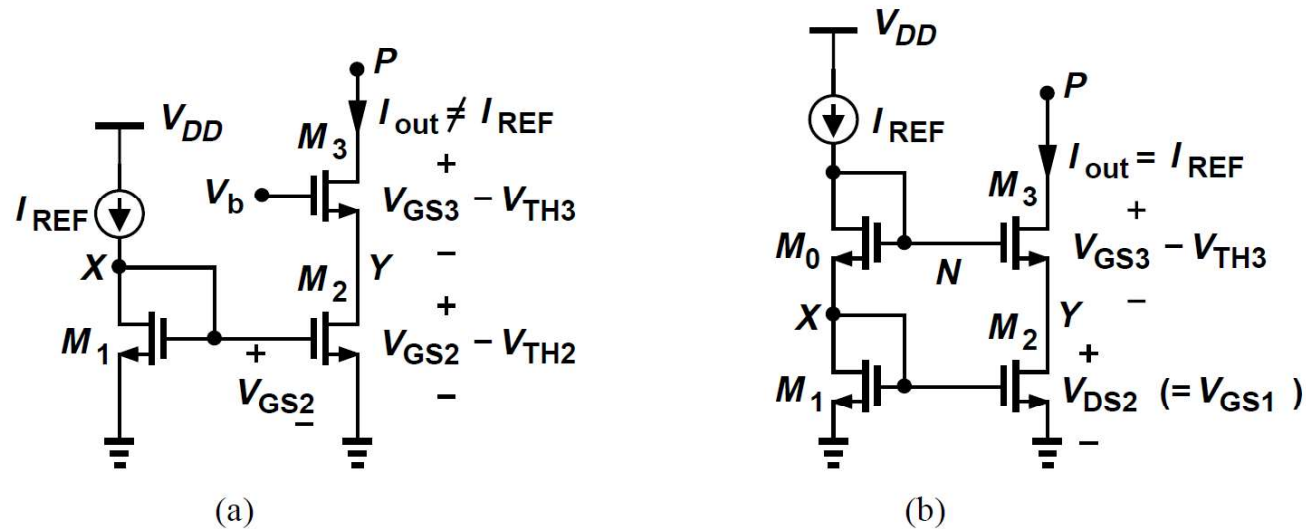 V_DD
I_REF
X
M_1
V_b
M_3
P
I_out ≠ I_REF
+
V_GS3 − V_TH3
−
Y
M_2
+
V_GS2 − V_TH2
−
+
V_GS2
−
(a)
V_DD
I_REF
M_0
X
M_1
N
P
I_out = I_REF
M_3
+
V_GS3 − V_TH3
−
Y
M_2
+
V_DS2 (= V_GS1 )
−
(b)